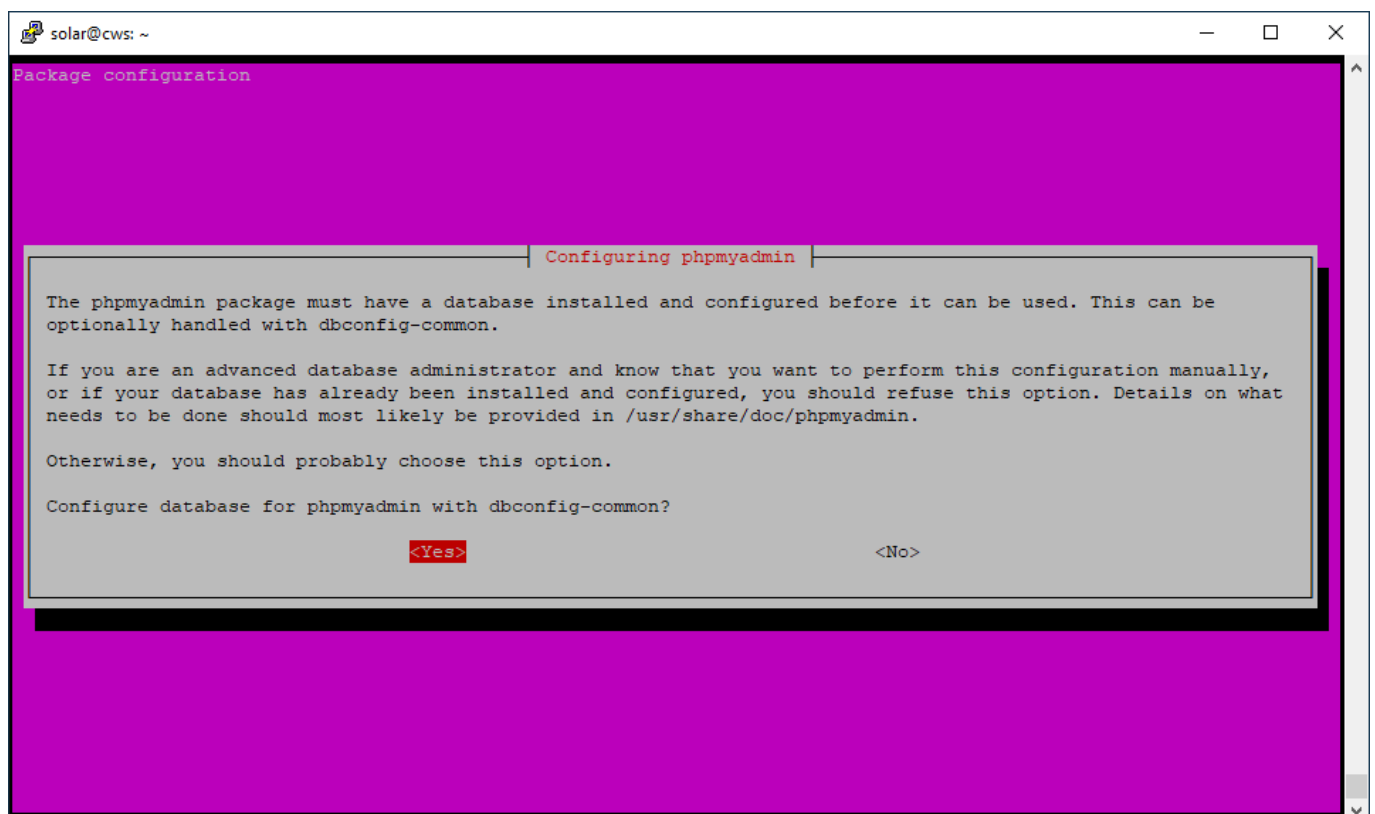 solar@cws: ~
Package configuration
Configuring phpmyadmin
The phpmyadmin package must have a database installed and configured before it can be used. This can be
optionally handled with dbconfig-common.
If you are an advanced database administrator and know that you want to perform this configuration manually,
or if your database has already been installed and configured, you should refuse this option. Details on what
needs to be done should most likely be provided in /usr/share/doc/phpmyadmin.
Otherwise, you should probably choose this option.
Configure database for phpmyadmin with dbconfig-common?
<Yes> <No>